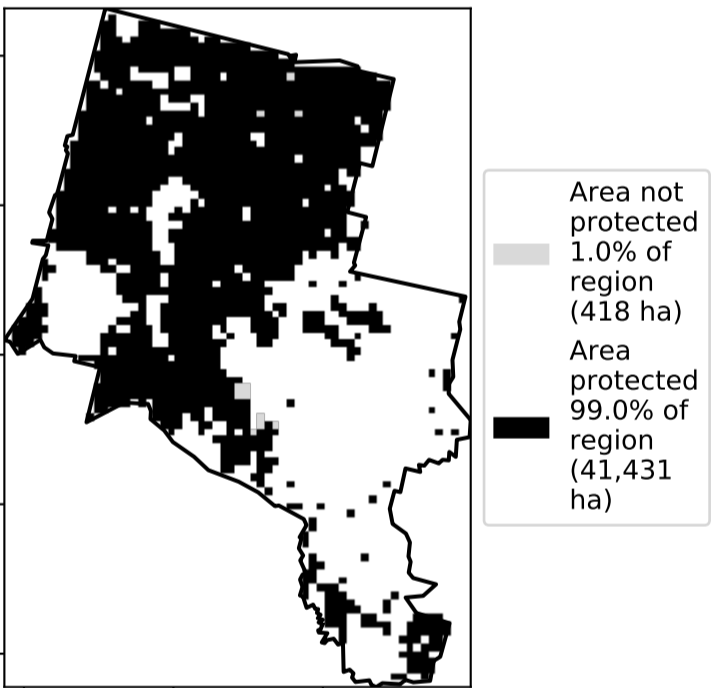 Area not
protected
1.0% of
region
(418 ha)
Area
protected
99.0% of
region
(41,431
ha)